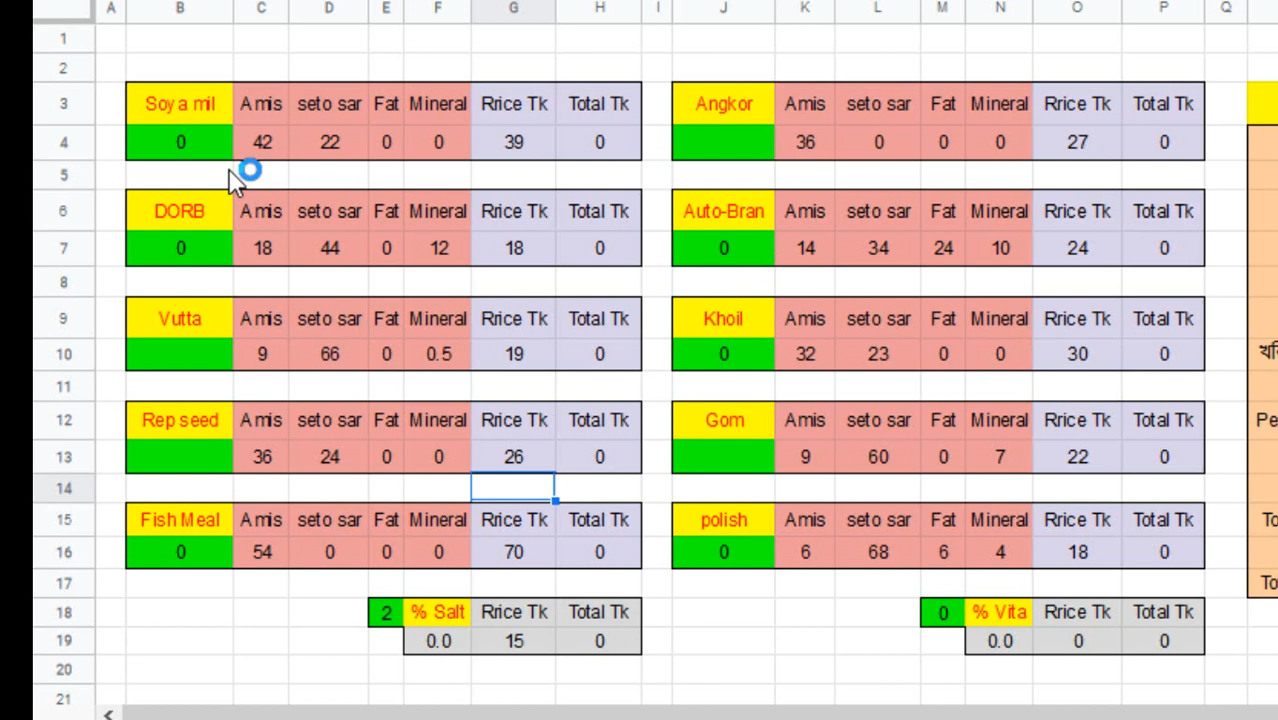 A B C D E F G H I J K L M N O P Q
1
2
3 Soya mil Amis seto sar Fat Mineral Rrice Tk Total Tk Angkor Amis seto sar Fat Mineral Rrice Tk Total Tk
4 0 42 22 0 0 39 0 36 0 0 0 27 0
5
6 DORB Amis seto sar Fat Mineral Rrice Tk Total Tk Auto-Bran Amis seto sar Fat Mineral Rrice Tk Total Tk
7 0 18 44 0 12 18 0 0 14 34 24 10 24 0
8
9 Vutta Amis seto sar Fat Mineral Rrice Tk Total Tk Khoil Amis seto sar Fat Mineral Rrice Tk Total Tk
10 9 66 0 0.5 19 0 0 32 23 0 0 30 0
11
12 Rep seed Amis seto sar Fat Mineral Rrice Tk Total Tk Gom Amis seto sar Fat Mineral Rrice Tk Total Tk Pe
13 36 24 0 0 26 0 9 60 0 7 22 0
14
15 Fish Meal Amis seto sar Fat Mineral Rrice Tk Total Tk polish Amis seto sar Fat Mineral Rrice Tk Total Tk To
16 0 54 0 0 0 70 0 0 6 68 6 4 18 0
17 To
18 2 % Salt Rrice Tk Total Tk 0 % Vita Rrice Tk Total Tk
19 0.0 15 0 0.0 0 0
20
21